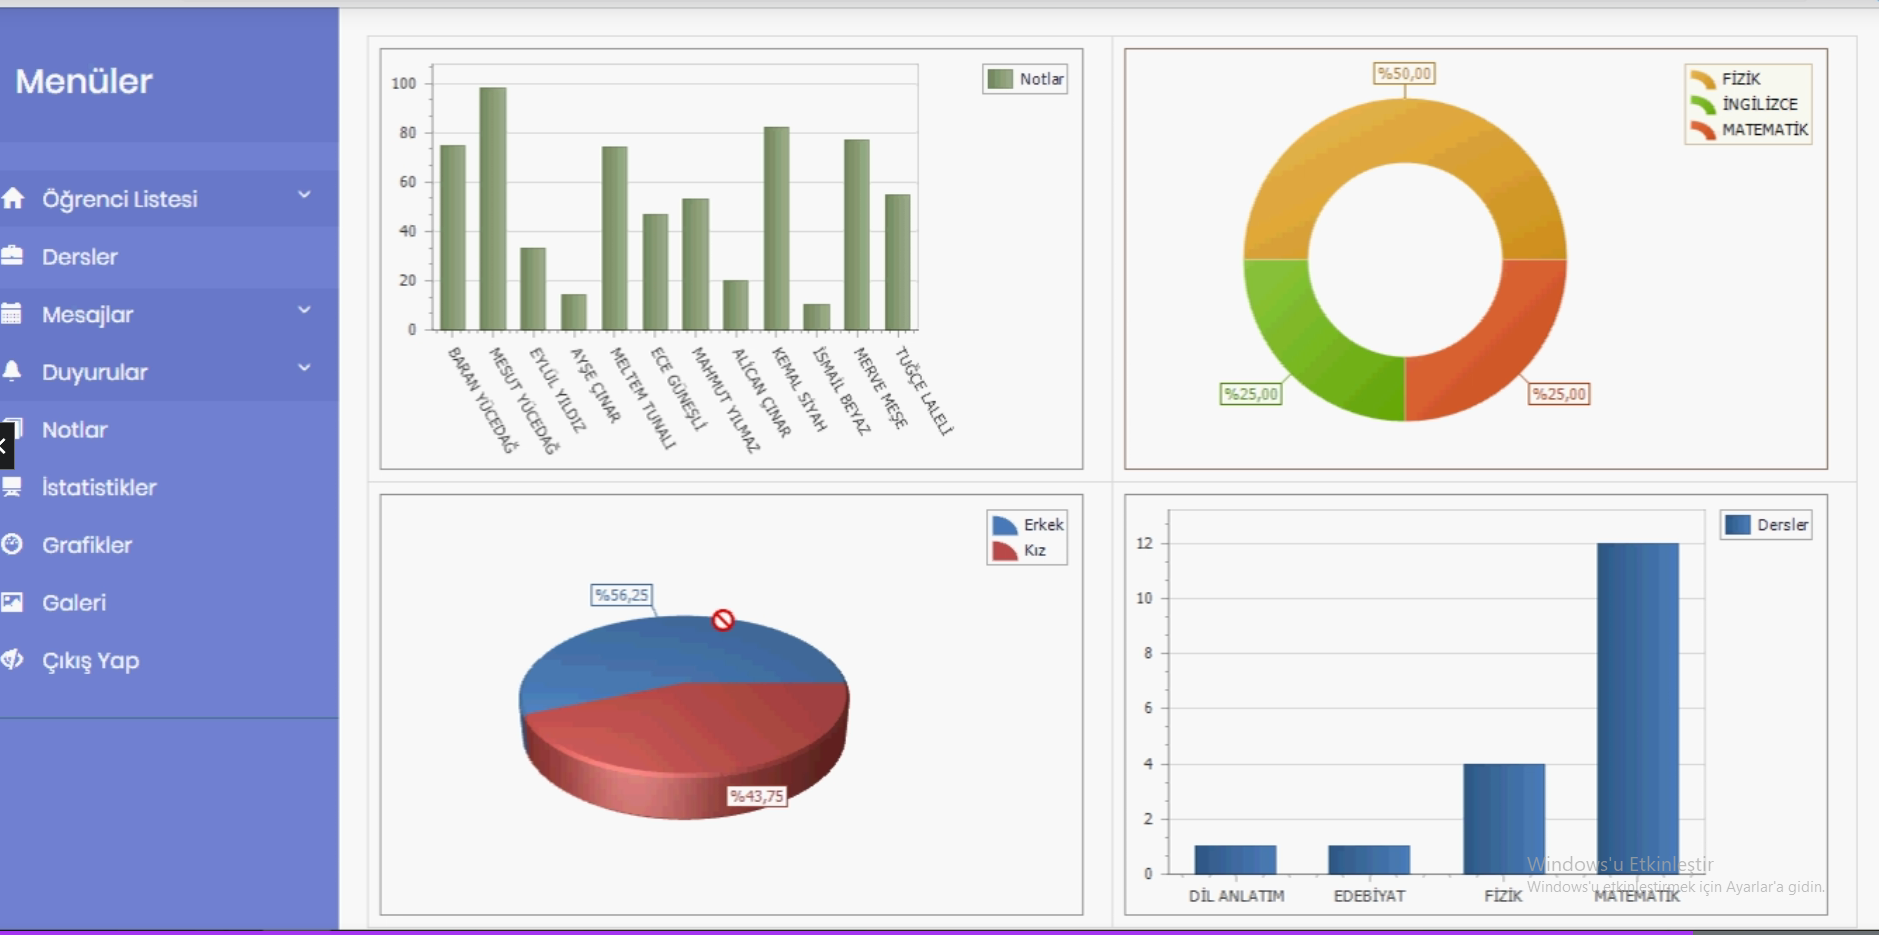 Menüler
Öğrenci Listesi
Dersler
Mesajlar
Duyurular
Notlar
İstatistikler
Grafikler
Galeri
Çıkış Yap
100
80
60
40
20
0
BARAN YÜCEDAĞ
MESUT YÜCEDAĞ
EYLÜL YILDIZ
AYŞE ÇINAR
MELTEM TUNALI
ECE GÜNEŞLİ
MAHMUT YILMAZ
ALİCAN ÇINAR
KEMAL SİYAH
İSMAİL BEYAZ
MERVE MEŞE
TUĞÇE LALELİ
Notlar
%50,00
%25,00
%25,00
FİZİK
İNGİLİZCE
MATEMATİK
%56,25
%43,75
Erkek
Kız
12
10
8
6
4
2
0
DİL ANLATIM
EDEBİYAT
FİZİK
MATEMATİK
Dersler
Windows'u Etkinleştir
Windows'u etkinleştirmek için Ayarlar'a gidin.